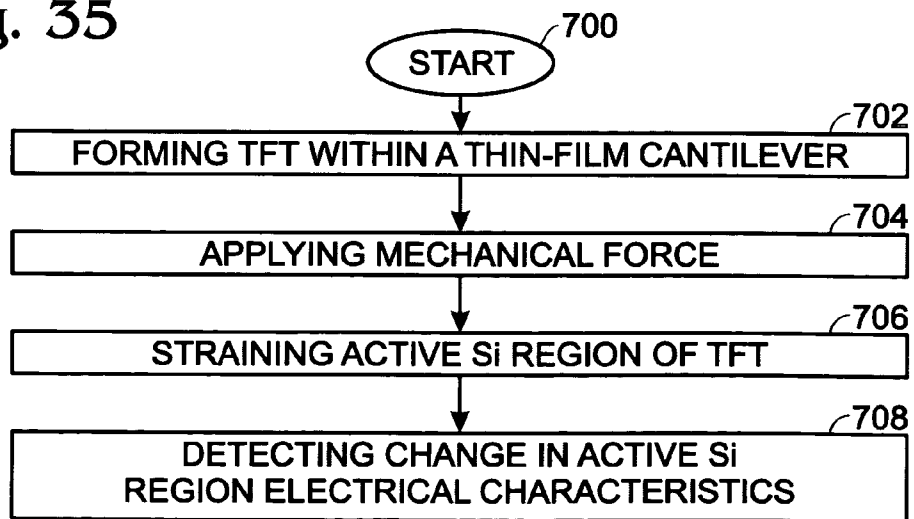 g. 35
START
700
702
FORMING TFT WITHIN A THIN-FILM CANTILEVER
704
APPLYING MECHANICAL FORCE
706
STRAINING ACTIVE Si REGION OF TFT
708
DETECTING CHANGE IN ACTIVE Si
REGION ELECTRICAL CHARACTERISTICS